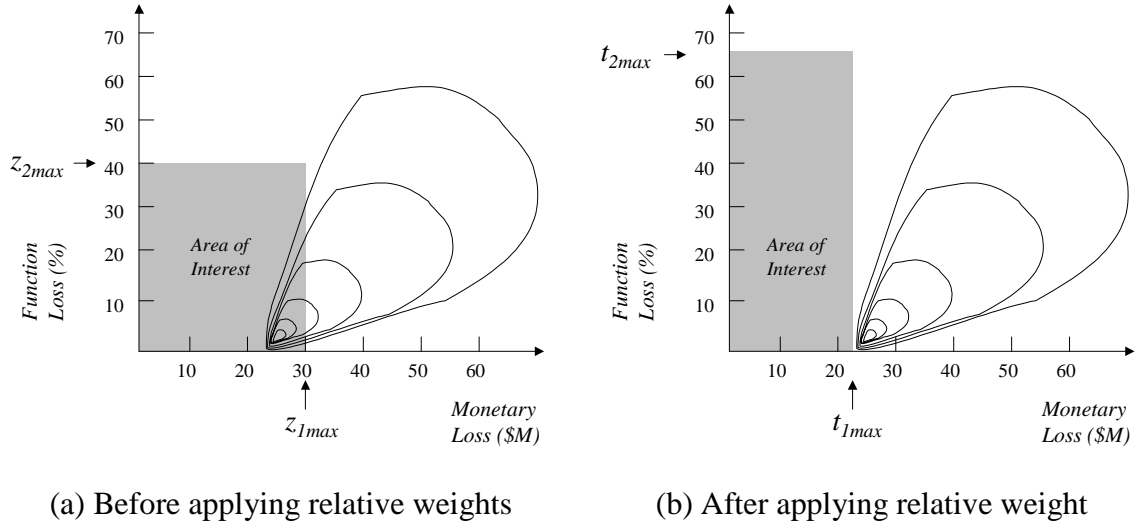 70
60
50
40
30
20
10
z2max
Function
Loss (%)
Area of
Interest
10 20 30 40 50 60
z1max
Monetary
Loss ($M)
(a) Before applying relative weights
70
60
50
40
30
20
10
t2max
Function
Loss (%)
Area of
Interest
10 20 30 40 50 60
t1max
Monetary
Loss ($M)
(b) After applying relative weight